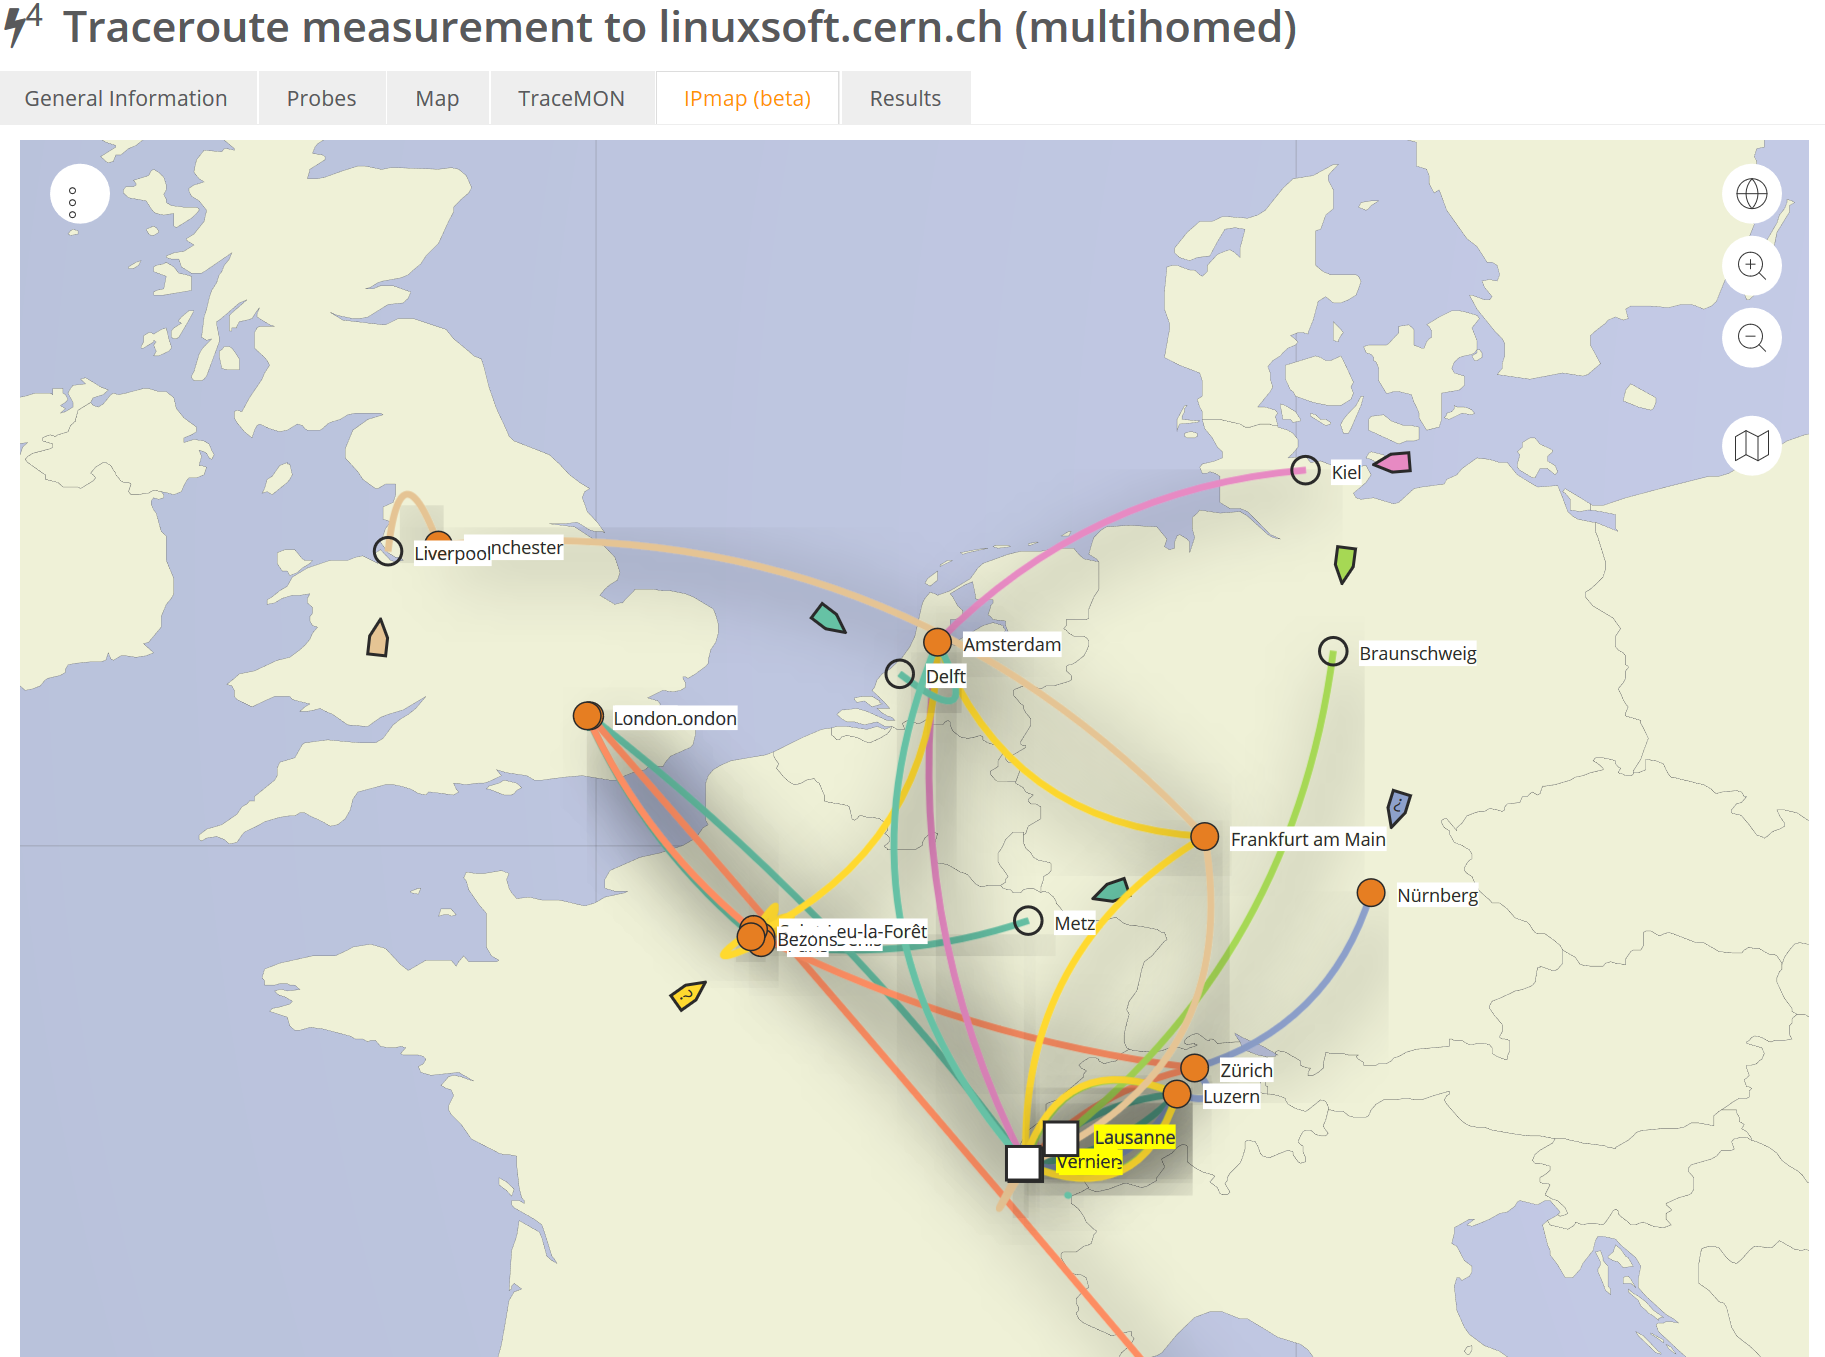 4 Traceroute measurement to linuxsoft.cern.ch (multihomed)
General Information
Probes
Map
TraceMON
IPmap (beta)
Results
Kiel
Liverpool
nchester
Amsterdam
Braunschweig
Delft
London
ondon
Frankfurt am Main
Nürnberg
Metz
eu-la-Forêt
Bezons
?
?
Zürich
Luzern
Lausanne
Vernier